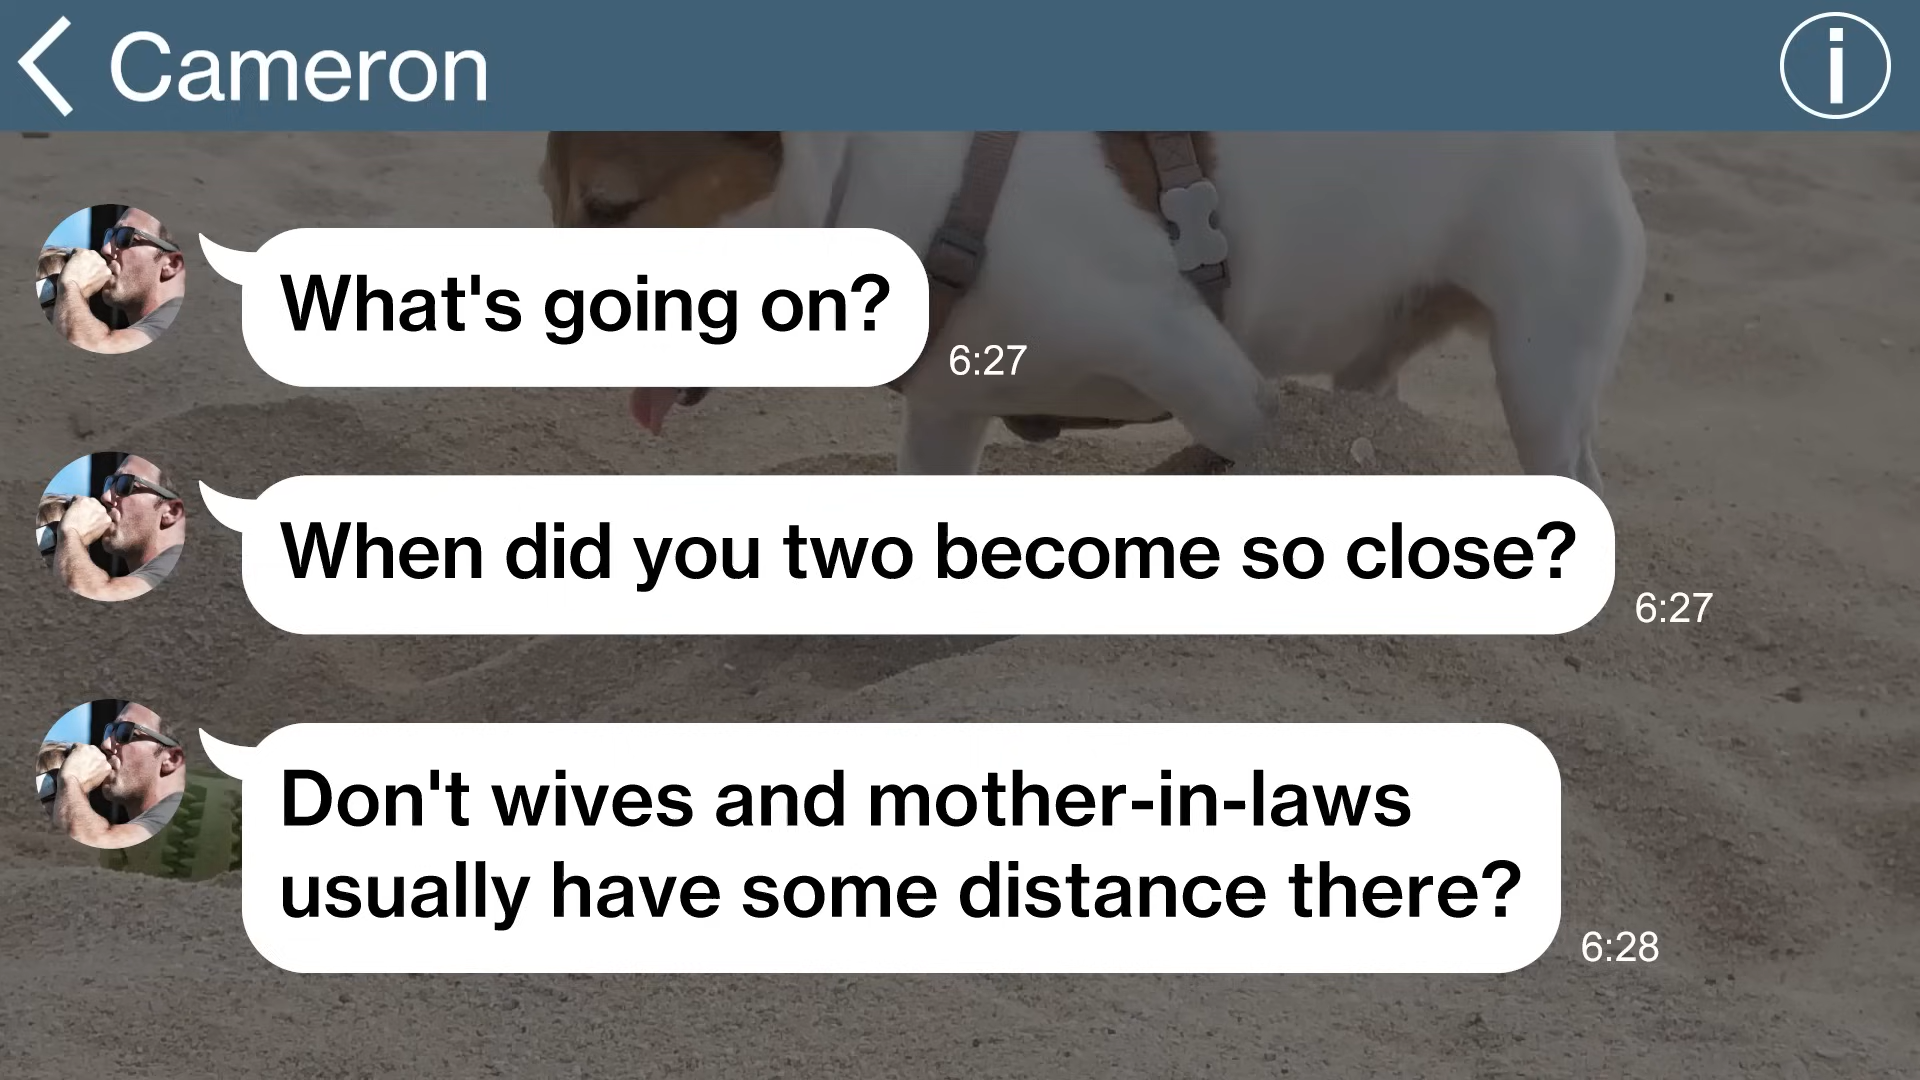 Cameron
What's going on?
6:27
When did you two become so close?
6:27
Don't wives and mother-in-laws
usually have some distance there?
6:28